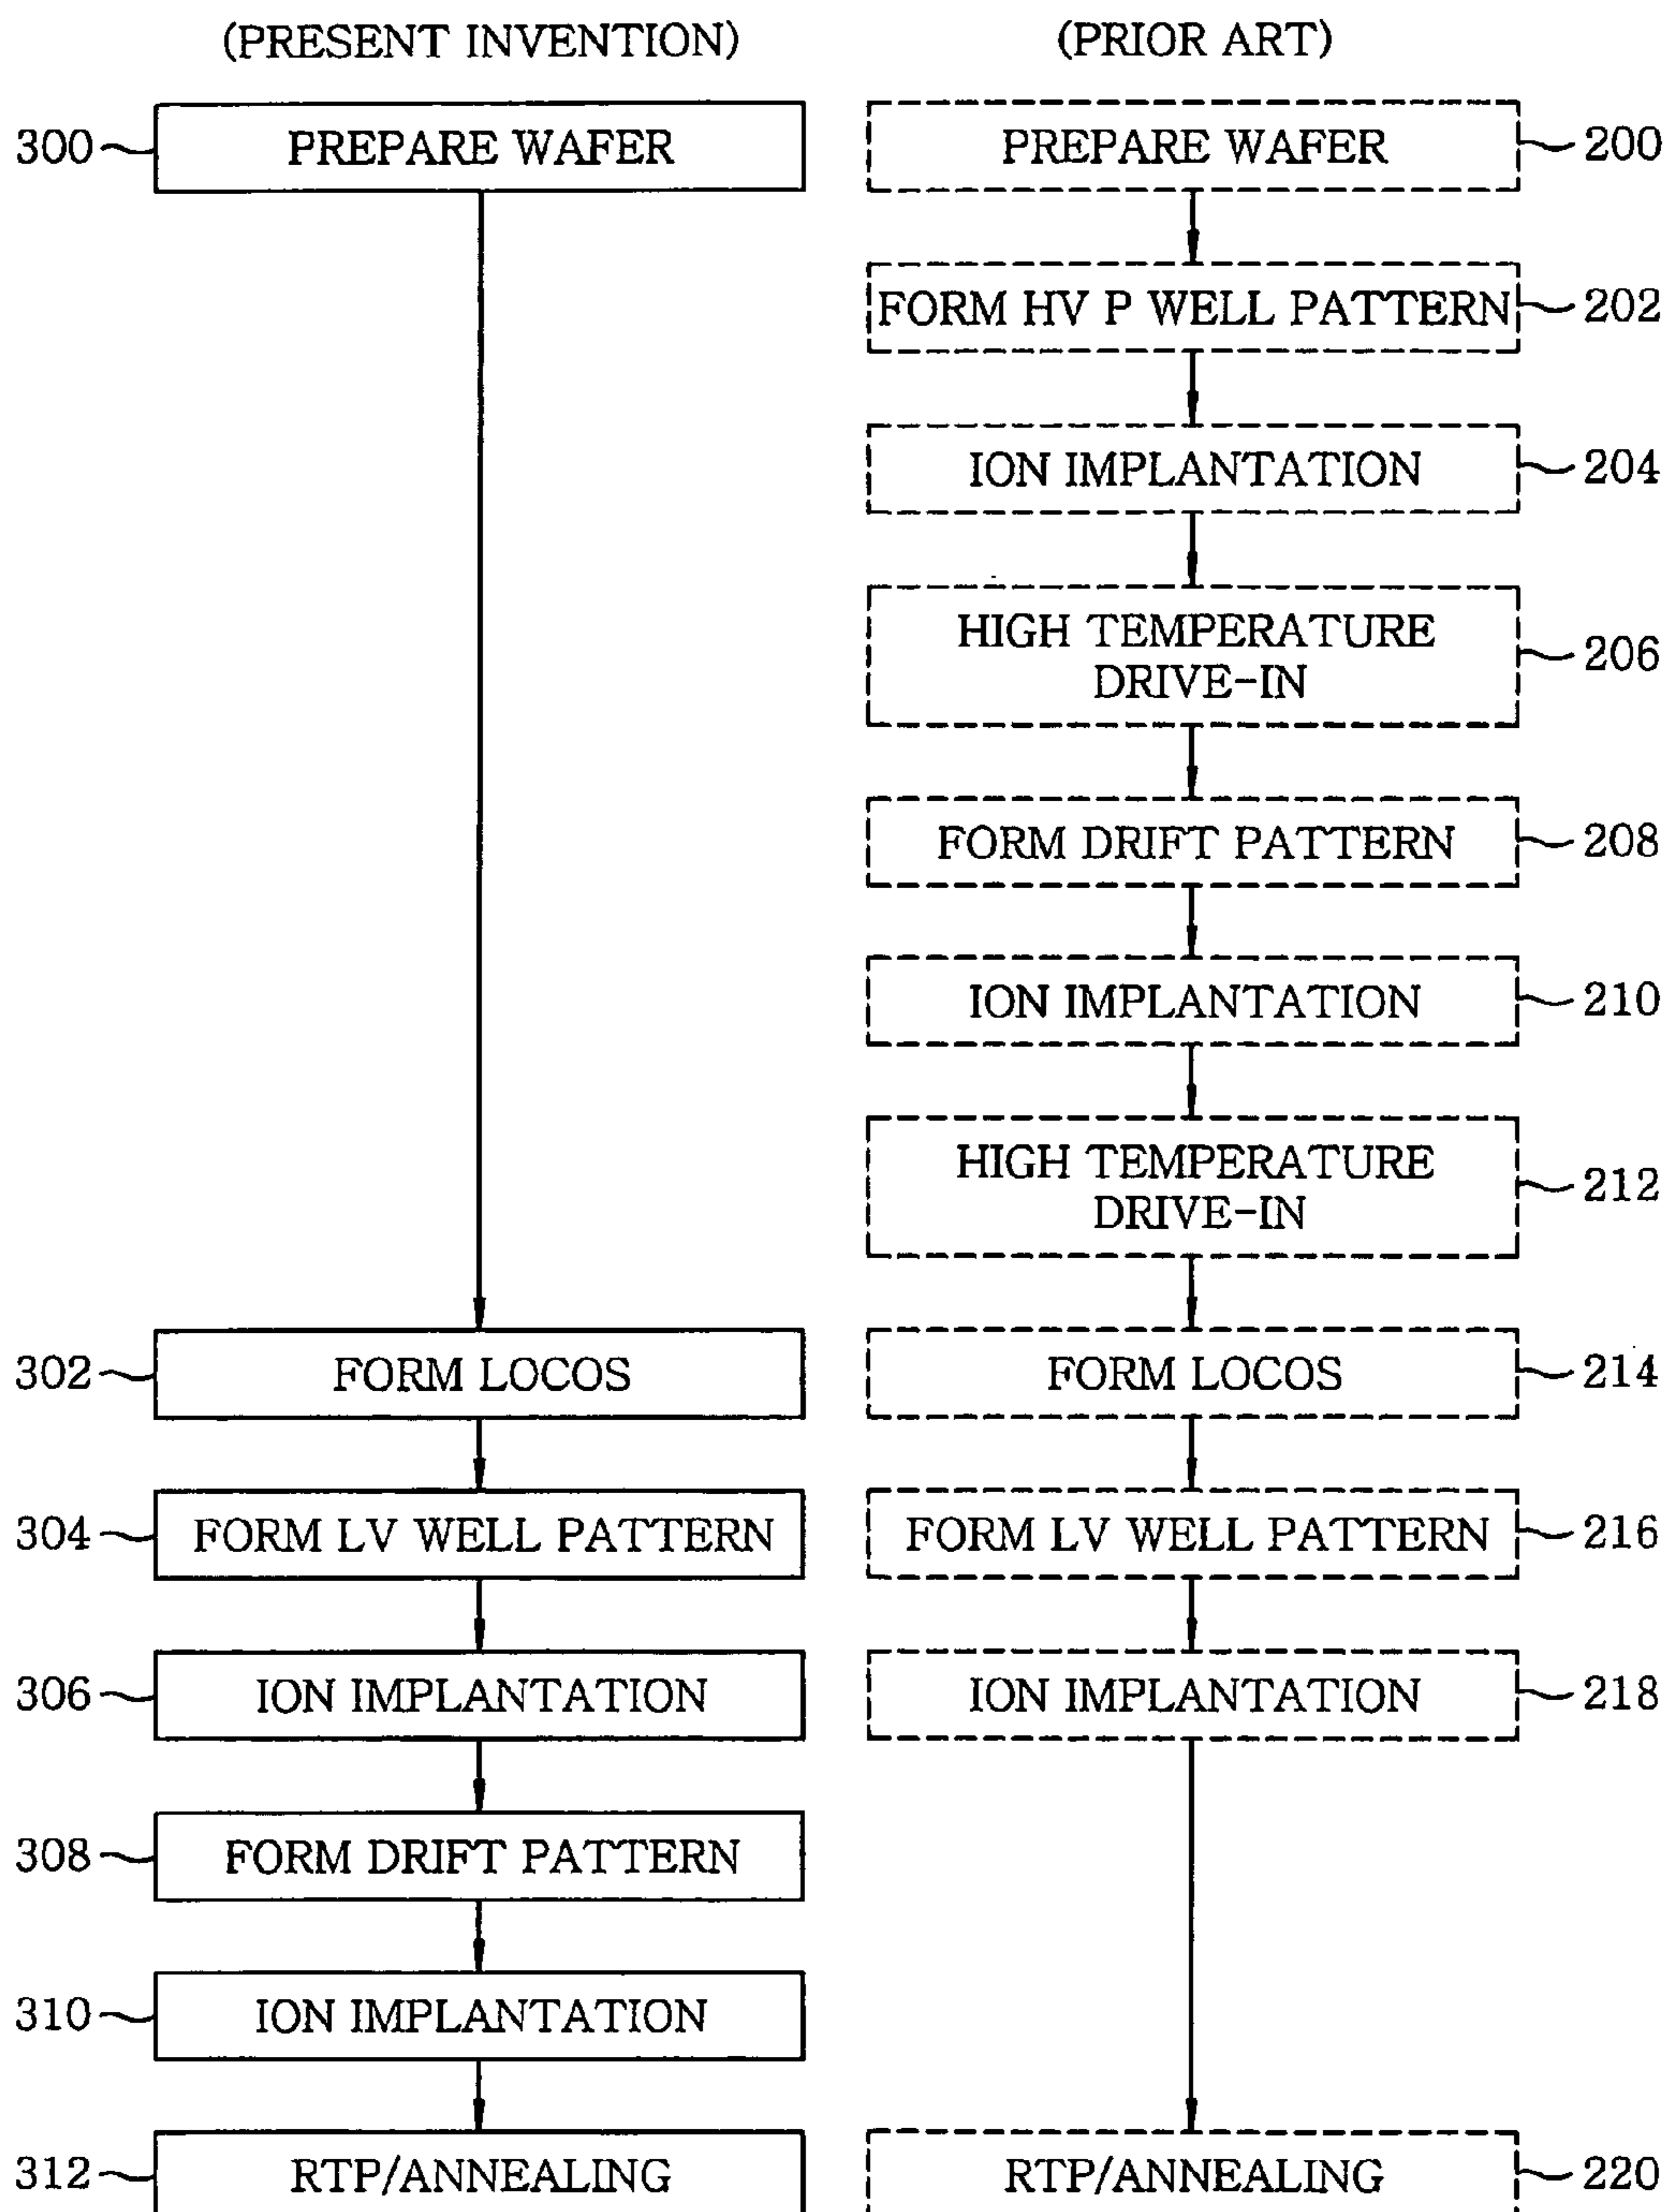 (PRESENT INVENTION)
(PRIOR ART)
300
PREPARE WAFER
PREPARE WAFER
200
FORM HV P WELL PATTERN
202
ION IMPLANTATION
204
HIGH TEMPERATURE
DRIVE-IN
206
FORM DRIFT PATTERN
208
ION IMPLANTATION
210
HIGH TEMPERATURE
DRIVE-IN
212
302
FORM LOCOS
FORM LOCOS
214
304
FORM LV WELL PATTERN
FORM LV WELL PATTERN
216
306
ION IMPLANTATION
ION IMPLANTATION
218
308
FORM DRIFT PATTERN
310
ION IMPLANTATION
312
RTP/ANNEALING
RTP/ANNEALING
220